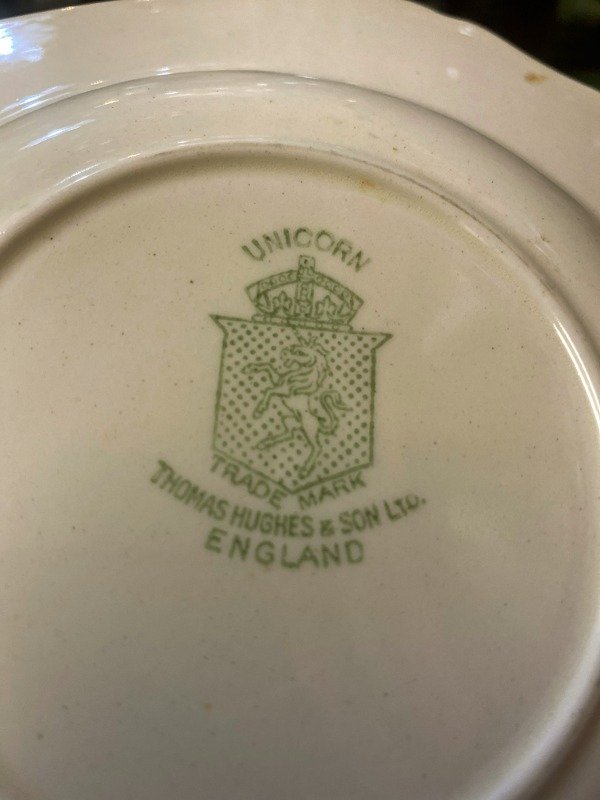 UNICORN
TRADE MARK
THOMAS HUGHES & SON LTD.
ENGLAND